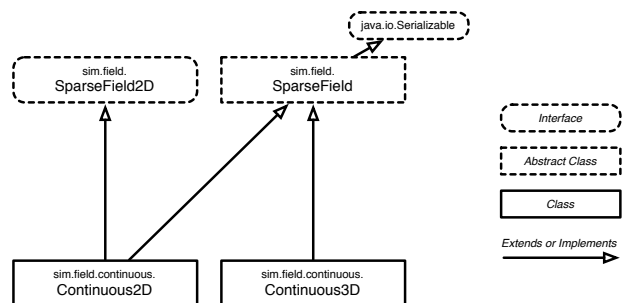 java.io.Serializable
sim.field.
SparseField2D
sim.field.
SparseField
Interface
Abstract Class
Class
Extends or Implements
sim.field.continuous.
Continuous2D
sim.field.continuous.
Continuous3D